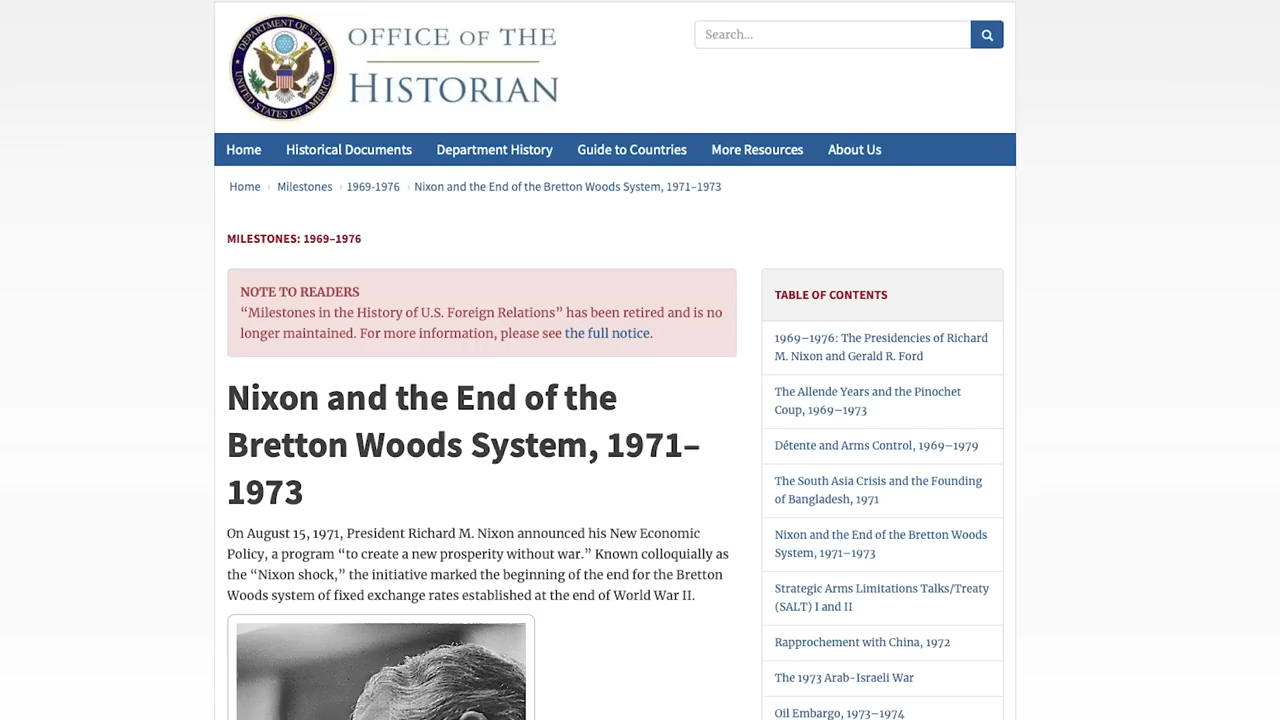 DEPARTMENT OF STATE
UNITED STATES OF AMERICA
OFFICE OF THE
HISTORIAN
Search...
Home Historical Documents Department History Guide to Countries More Resources About Us
Home › Milestones › 1969-1976 › Nixon and the End of the Bretton Woods System, 1971–1973
MILESTONES: 1969–1976
NOTE TO READERS
“Milestones in the History of U.S. Foreign Relations” has been retired and is no
longer maintained. For more information, please see the full notice.
Nixon and the End of the
Bretton Woods System, 1971–
1973
On August 15, 1971, President Richard M. Nixon announced his New Economic
Policy, a program “to create a new prosperity without war.” Known colloquially as
the “Nixon shock,” the initiative marked the beginning of the end for the Bretton
Woods system of fixed exchange rates established at the end of World War II.
TABLE OF CONTENTS
1969–1976: The Presidencies of Richard
M. Nixon and Gerald R. Ford
The Allende Years and the Pinochet
Coup, 1969–1973
Détente and Arms Control, 1969–1979
The South Asia Crisis and the Founding
of Bangladesh, 1971
Nixon and the End of the Bretton Woods
System, 1971–1973
Strategic Arms Limitations Talks/Treaty
(SALT) I and II
Rapprochement with China, 1972
The 1973 Arab-Israeli War
Oil Embargo, 1973–1974